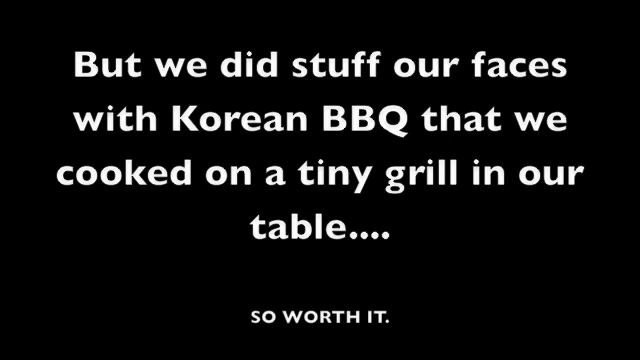 But we did stuff our faces
with Korean BBQ that we
cooked on a tiny grill in our
table....
SO WORTH IT.